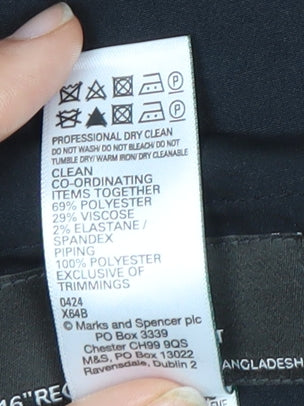 PROFESSIONAL DRY CLEAN
DO NOT WASH/ DO NOT BLEACH/ DO NOT
TUMBLE DRY/ WARM IRON/ DRY CLEANABLE
CLEAN
CO-ORDINATING
ITEMS TOGETHER
69% POLYESTER
29% VISCOSE
2% ELASTANE /
SPANDEX
PIPING
100% POLYESTER
EXCLUSIVE OF
TRIMMINGS
0424
X64B
© Marks and Spencer plc
PO Box 3339
Chester CH99 9QS
M&S, PO Box 13022
Ravensdale, Dublin 2
ANGLADESH
16" REG